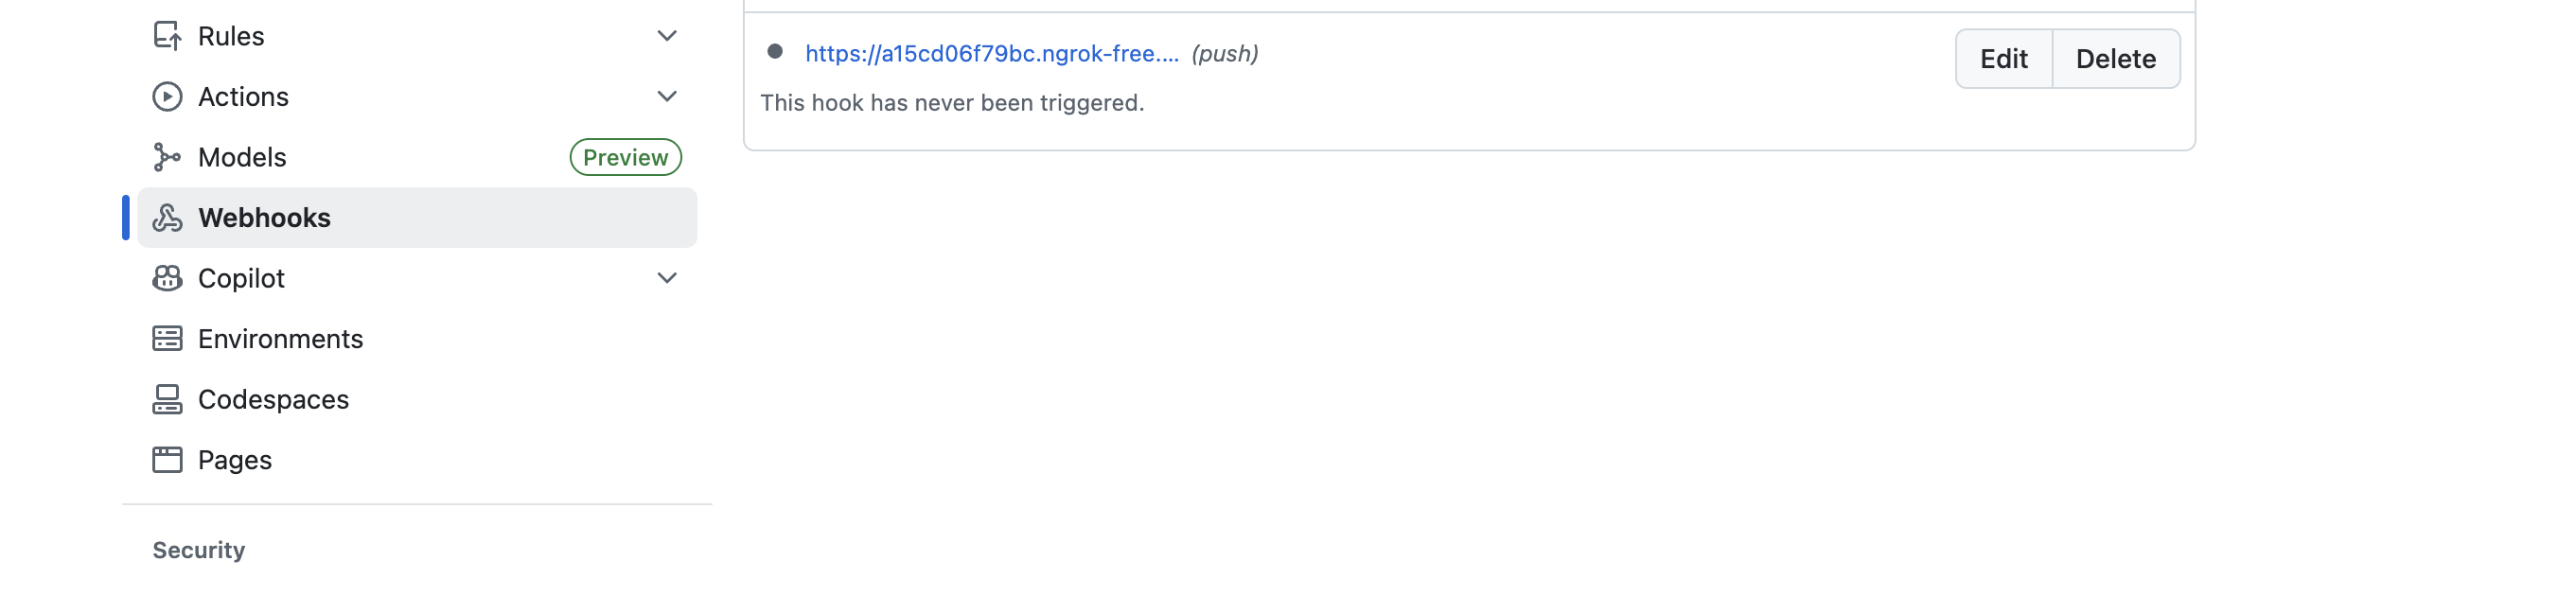 Rules
Actions
Models Preview
Webhooks
Copilot
Environments
Codespaces
Pages
Security
https://a15cd06f79bc.ngrok-free.… (push)
Edit Delete
This hook has never been triggered.